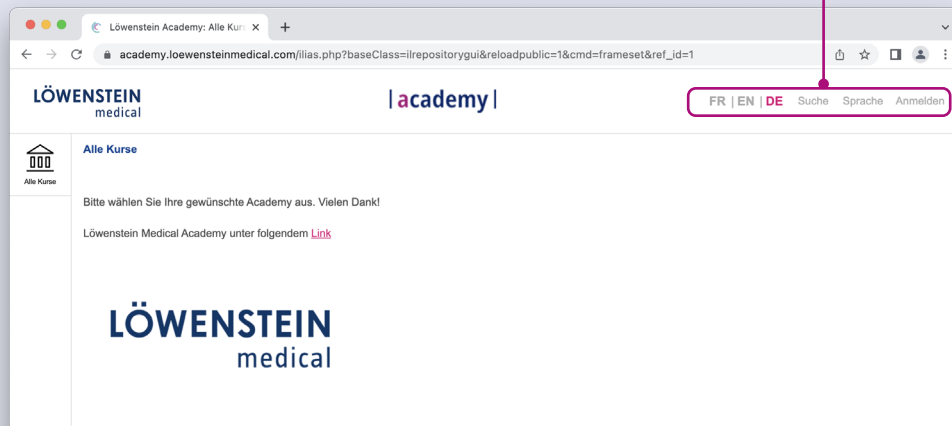 Löwenstein Academy: Alle Kurs
academy.loewensteinmedical.com/ilias.php?baseClass=ilrepositorygui&reloadpublic=1&cmd=frameset&ref_id=1
LÖWENSTEIN
medical
|academy|
FR | EN | DE Suche Sprache Anmelden
Alle Kurse
Alle Kurse
Bitte wählen Sie Ihre gewünschte Academy aus. Vielen Dank!
Löwenstein Medical Academy unter folgendem Link
LÖWENSTEIN
medical